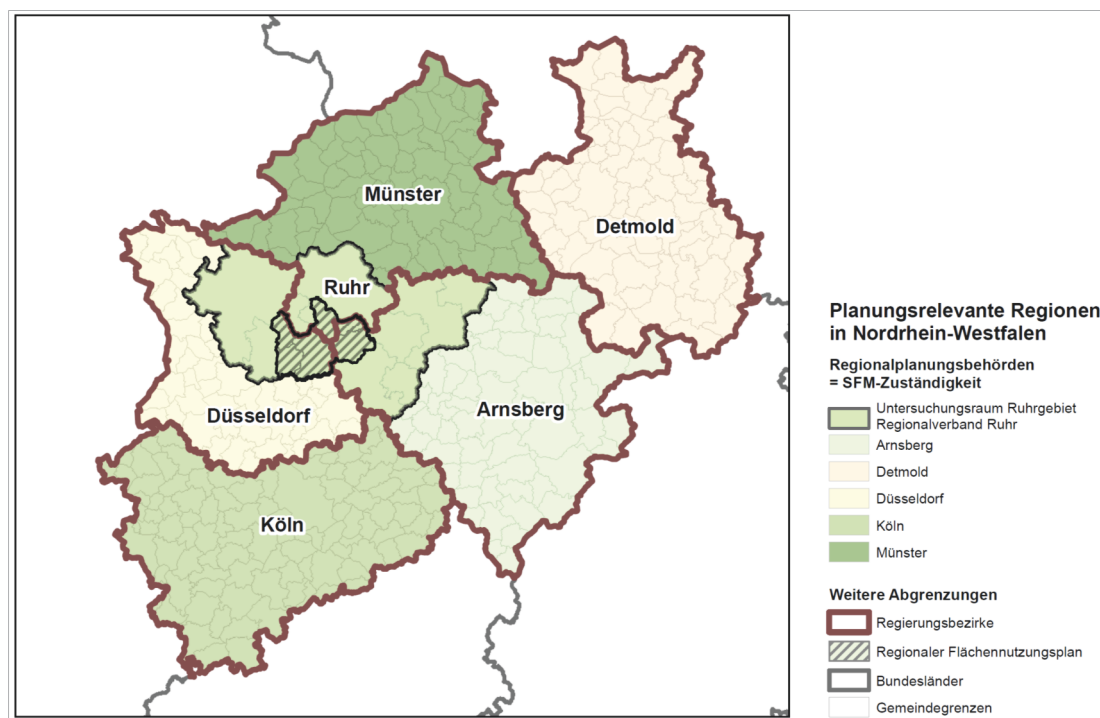 Münster
Detmold
Ruhr
Düsseldorf
Arnsberg
Köln
Planungsrelevante Regionen
in Nordrhein-Westfalen
Regionalplanungsbehörden
= SFM-Zuständigkeit
Untersuchungsraum Ruhrgebiet
Regionalverband Ruhr
Arnsberg
Detmold
Düsseldorf
Köln
Münster
Weitere Abgrenzungen
Regierungsbezirke
Regionaler Flächennutzungsplan
Bundesländer
Gemeindegrenzen